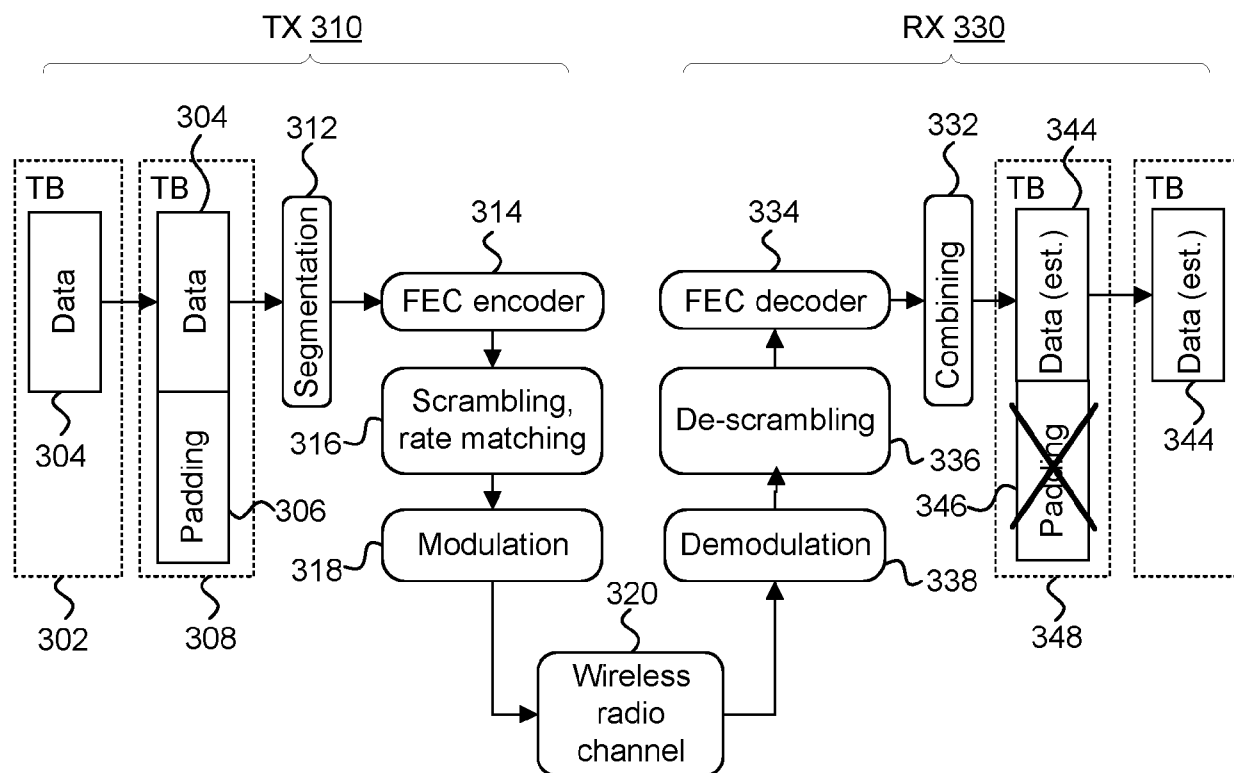 TX 310
RX 330
304
312
332
344
TB
TB
314
334
TB
TB
Data
Data
Segmentation
FEC encoder
FEC decoder
Combining
Data (est.)
Data (est.)
304
316
Scrambling,
rate matching
De-scrambling
336
344
Padding
306
346
Padding
318
Modulation
Demodulation
338
302
308
320
348
Wireless
radio
channel